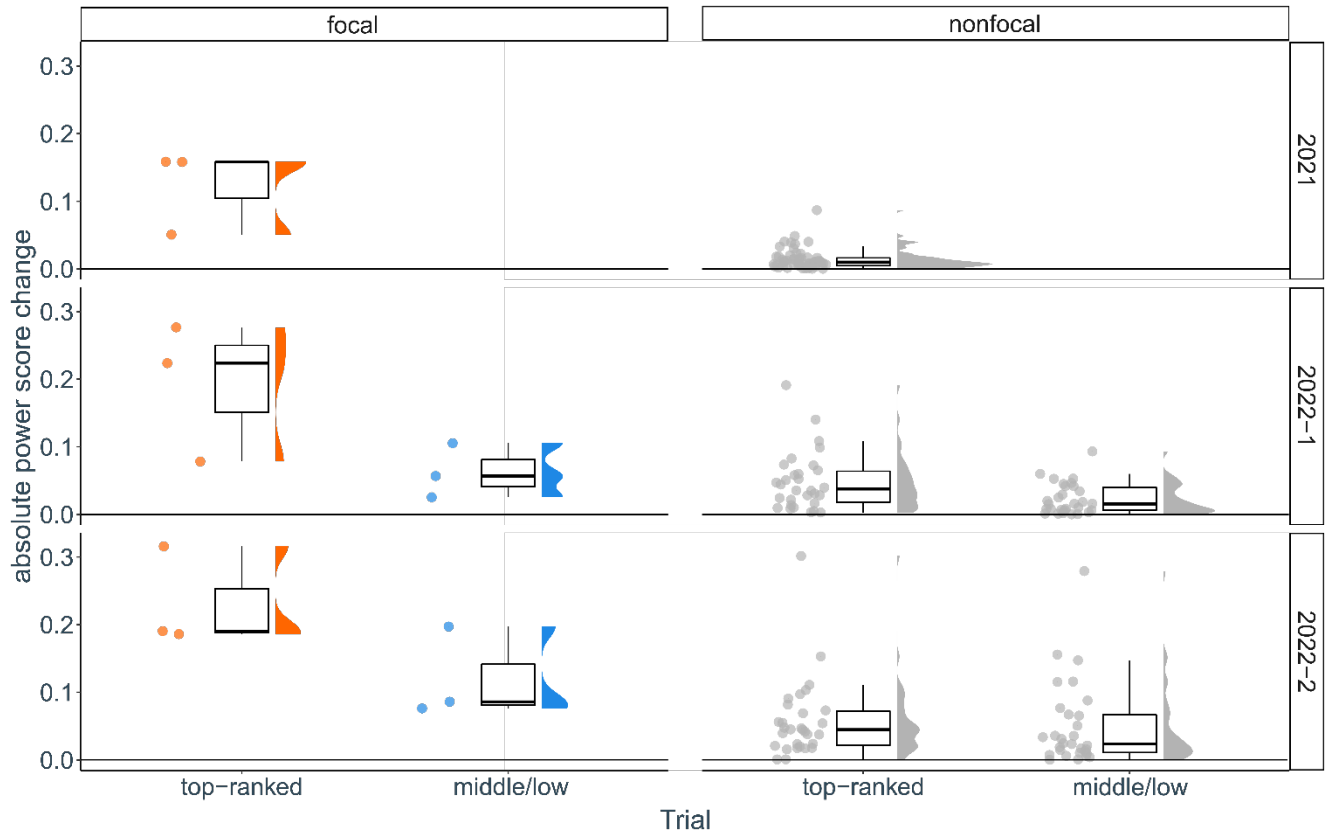 focal
nonfocal
absolute power score change
0.3
0.2
0.1
0.0
2021
0.3
0.2
0.1
0.0
2022-1
0.3
0.2
0.1
0.0
2022-2
top-ranked
middle/low
top-ranked
middle/low
Trial